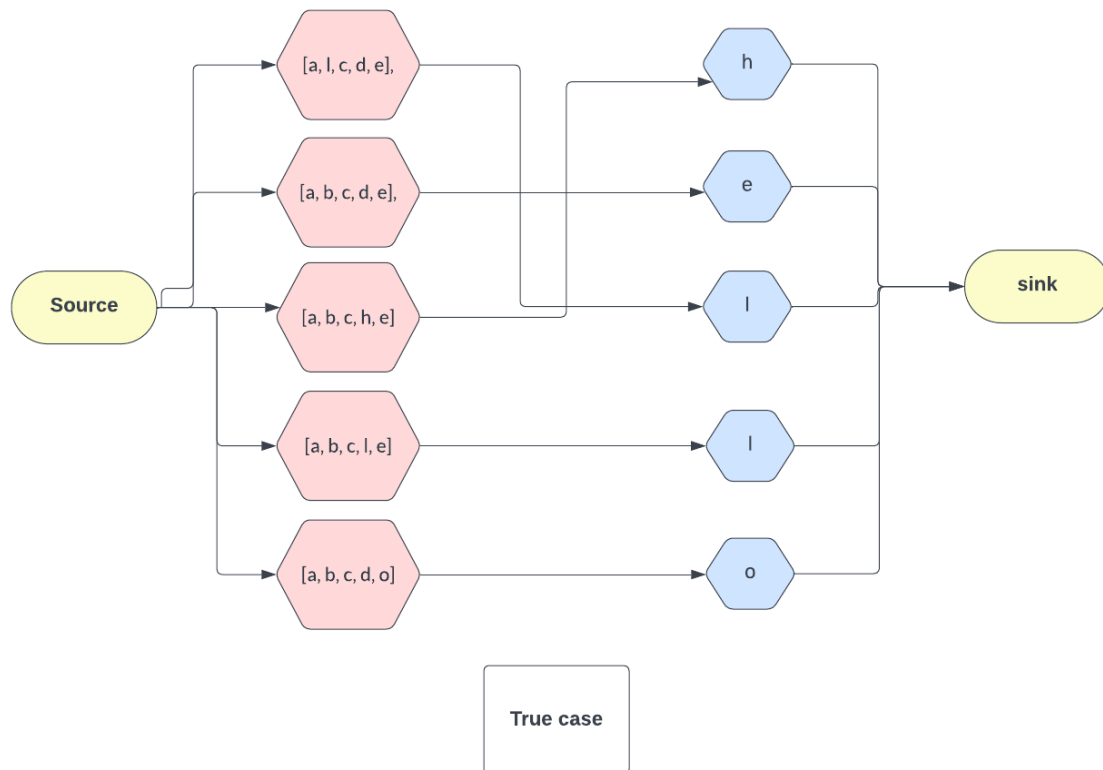 [a, l, c, d, e],
h
[a, b, c, d, e],
e
Source
[a, b, c, h, e]
l
sink
[a, b, c, l, e]
l
[a, b, c, d, o]
o
True case